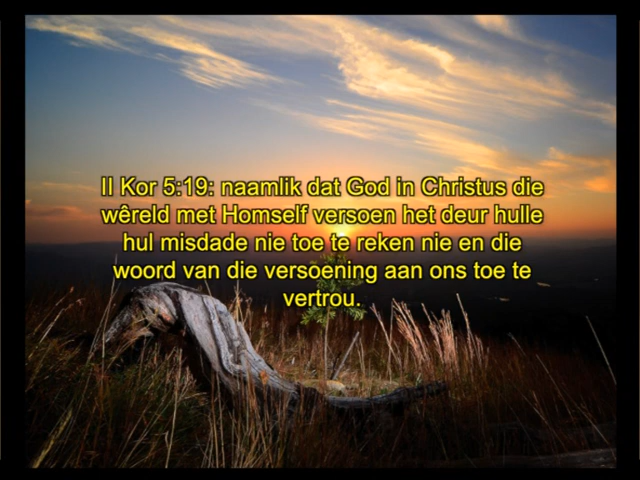 II Kor 5:19: naamlik dat God in Christus die
wêreld met Homself versoen het deur hulle
hul misdade nie toe te reken nie en die
woord van die versoening aan ons toe te
vertrou.